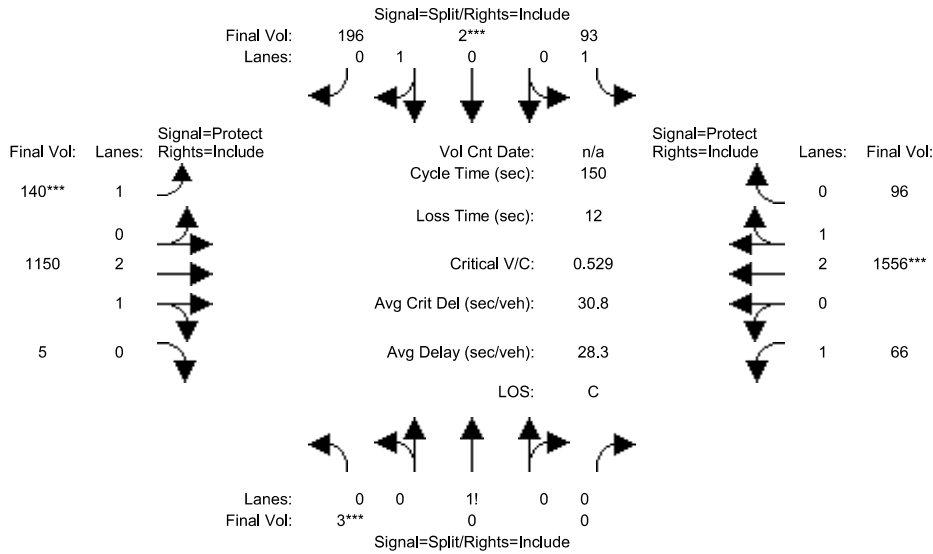 Signal=Split/Rights=Include
Final Vol: 196 2*** 93
Lanes: 0 1 0 0 1
Signal=Protect Signal=Protect
Final Vol: Lanes: Rights=Include Vol Cnt Date: n/a Rights=Include Lanes: Final Vol:
Cycle Time (sec): 150
140*** 1 0 96
Loss Time (sec): 12
0 1
1150 2 Critical V/C: 0.529 2 1556***
1 Avg Crit Del (sec/veh): 30.8 0
5 0 Avg Delay (sec/veh): 28.3 1 66
LOS: C
Lanes: 0 0 1! 0 0
Final Vol: 3*** 0 0
Signal=Split/Rights=Include